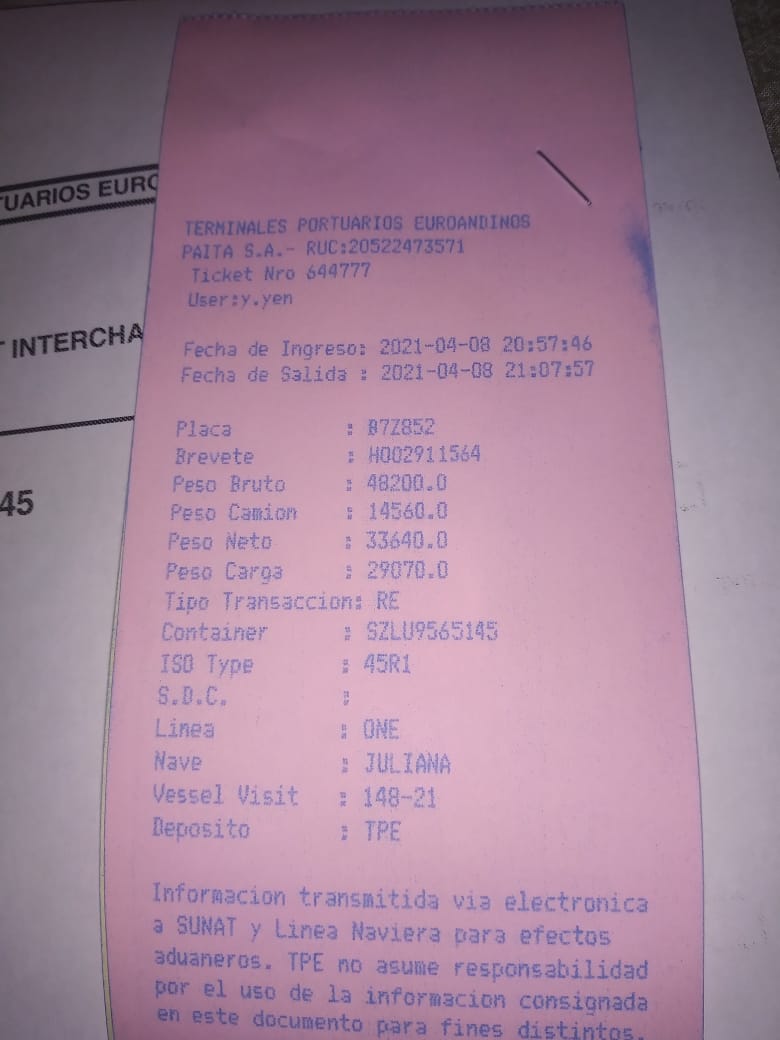 TUARIOS EURO
T INTERCHA
45
TERMINALES PORTUARIOS EUROANDINOS
PAITA S.A.- RUC:20522473571
Ticket Nro 644777
User:y.yen
Fecha de Ingreso: 2021-04-08 20:57:46
Fecha de Salida : 2021-04-08 21:07:57
Placa : B7Z852
Brevete : H002911564
Peso Bruto : 48200.0
Peso Camion : 14560.0
Peso Neto : 33640.0
Peso Carga : 29070.0
Tipo Transaccion: RE
Container : SZLU9565145
ISO Type : 45R1
S.D.C. :
Linea : ONE
Nave : JULIANA
Vessel Visit : 148-21
Deposito : TPE
Informacion transmitida via electronica
a SUNAT y Linea Naviera para efectos
aduaneros. TPE no asume responsabilidad
por el uso de la informacion consignada
en este documento para fines distintos.